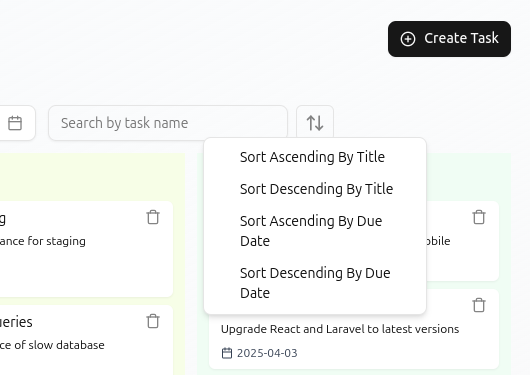 Create Task
Search by task name
Sort Ascending By Title
Sort Descending By Title
Sort Ascending By Due
Date
Sort Descending By Due
Date
ance for staging
Upgrade React and Laravel to latest versions
2025-04-03
ce of slow database